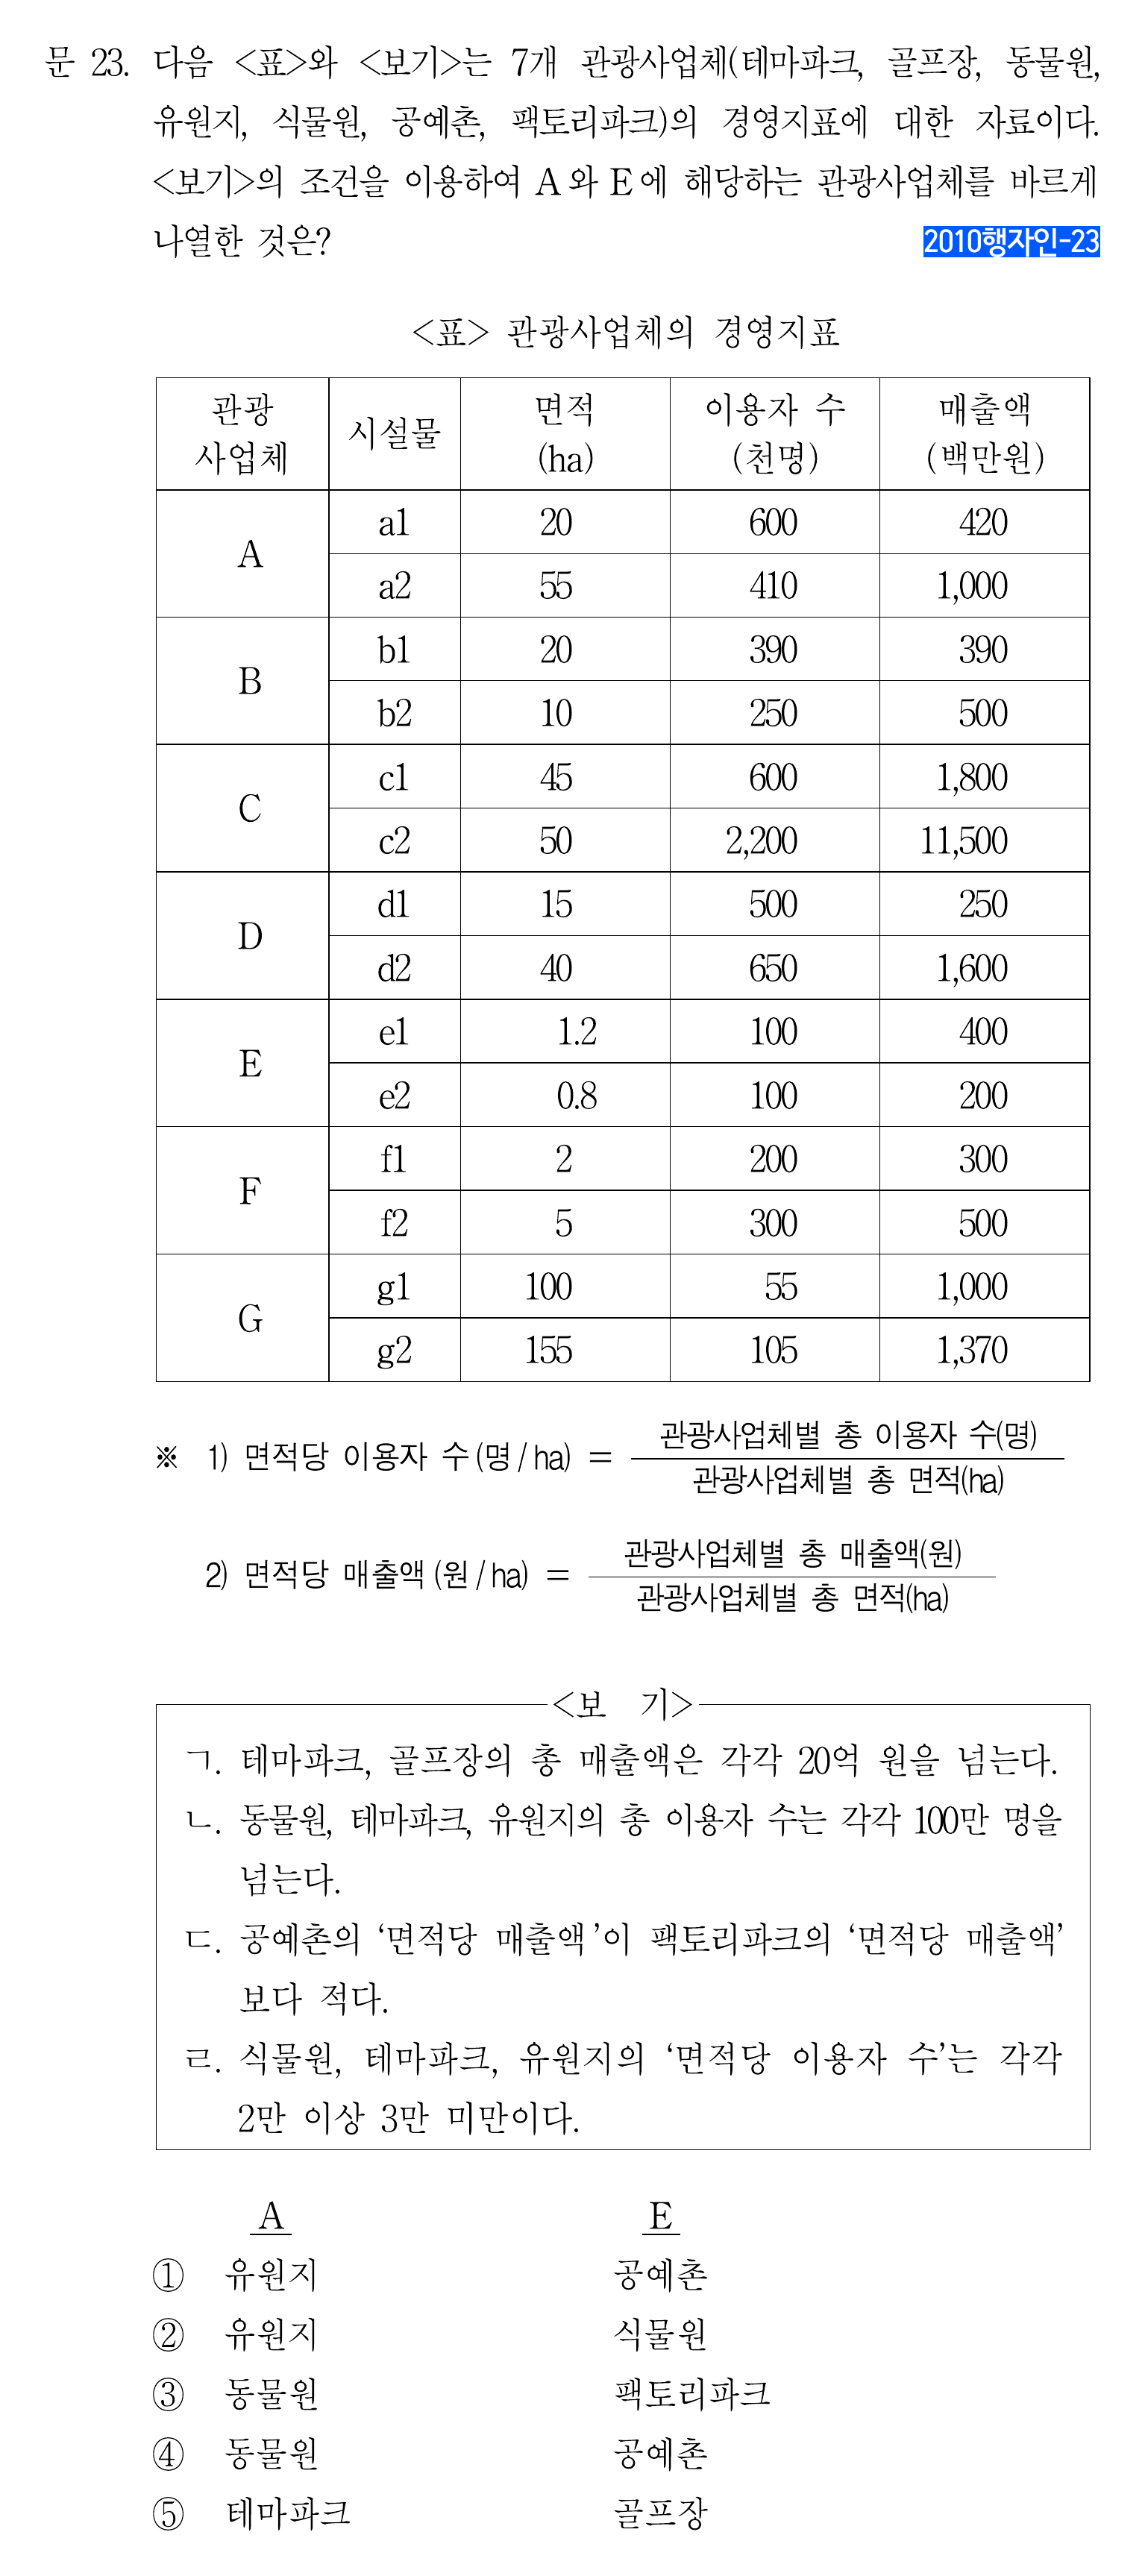 문 23. 다음 <표>와 <보기>는 7개 관광사업체(테마파크, 골프장, 동물원,
유원지, 식물원, 공예촌, 팩토리파크)의 경영지표에 대한 자료이다.
<보기>의 조건을 이용하여 A와 E에 해당하는 관광사업체를 바르게
나열한 것은? 2010행자인-23
<표> 관광사업체의 경영지표
관광 사업체 시설물 면적 (ha) 이용자 수 (천명) 매출액 (백만원)
A a1 20 600 420
a2 55 410 1,000
B b1 20 390 390
b2 10 250 500
C c1 45 600 1,800
c2 50 2,200 11,500
D d1 15 500 250
d2 40 650 1,600
E e1 1.2 100 400
e2 0.8 100 200
F f1 2 200 300
f2 5 300 500
G g1 100 55 1,000
g2 155 105 1,370
※ 1) 면적당 이용자 수(명/ha) = 관광사업체별 총 이용자 수(명)
관광사업체별 총 면적(ha)
2) 면적당 매출액(원/ha) = 관광사업체별 총 매출액(원)
관광사업체별 총 면적(ha)
<보 기>
ㄱ. 테마파크, 골프장의 총 매출액은 각각 20억 원을 넘는다.
ㄴ. 동물원, 테마파크, 유원지의 총 이용자 수는 각각 100만 명을
넘는다.
ㄷ. 공예촌의 ‘면적당 매출액’이 팩토리파크의 ‘면적당 매출액’
보다 적다.
ㄹ. 식물원, 테마파크, 유원지의 ‘면적당 이용자 수’는 각각
2만 이상 3만 미만이다.
A E
① 유원지 공예촌
② 유원지 식물원
③ 동물원 팩토리파크
④ 동물원 공예촌
⑤ 테마파크 골프장